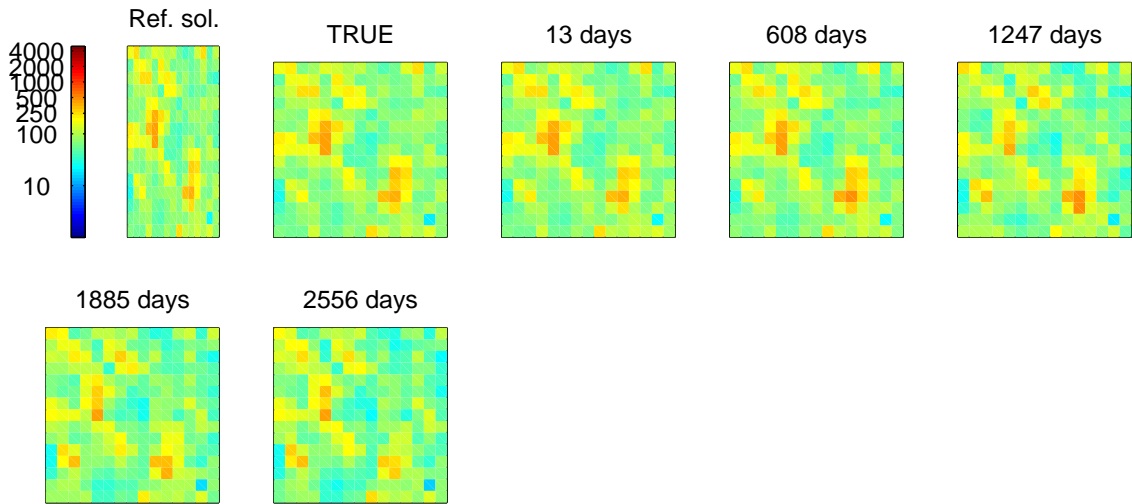 Ref. sol.
TRUE
13 days
608 days
1247 days
4000
2000
1000
500
250
100
10
1885 days
2556 days